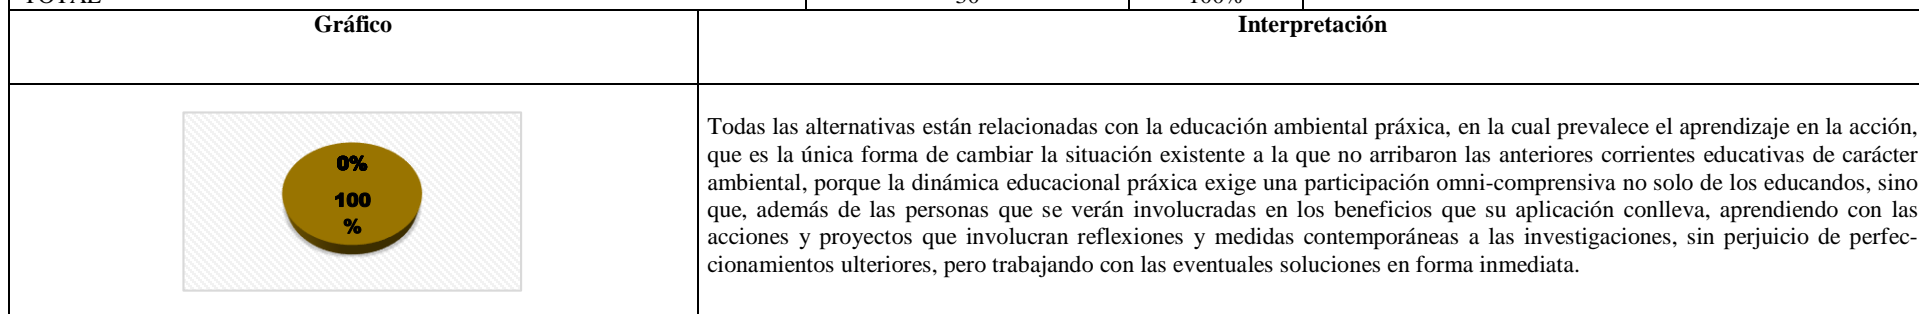 Gráfico Interpretación
0%
100
%
Todas las alternativas están relacionadas con la educación ambiental práxica, en la cual prevalece el aprendizaje en la acción,
que es la única forma de cambiar la situación existente a la que no arribaron las anteriores corrientes educativas de carácter
ambiental, porque la dinámica educacional práxica exige una participación omni-comprensiva no solo de los educandos, sino
que, además de las personas que se verán involucradas en los beneficios que su aplicación conlleva, aprendiendo con las
acciones y proyectos que involucran reflexiones y medidas contemporáneas a las investigaciones, sin perjuicio de perfec-
cionamientos ulteriores, pero trabajando con las eventuales soluciones en forma inmediata.